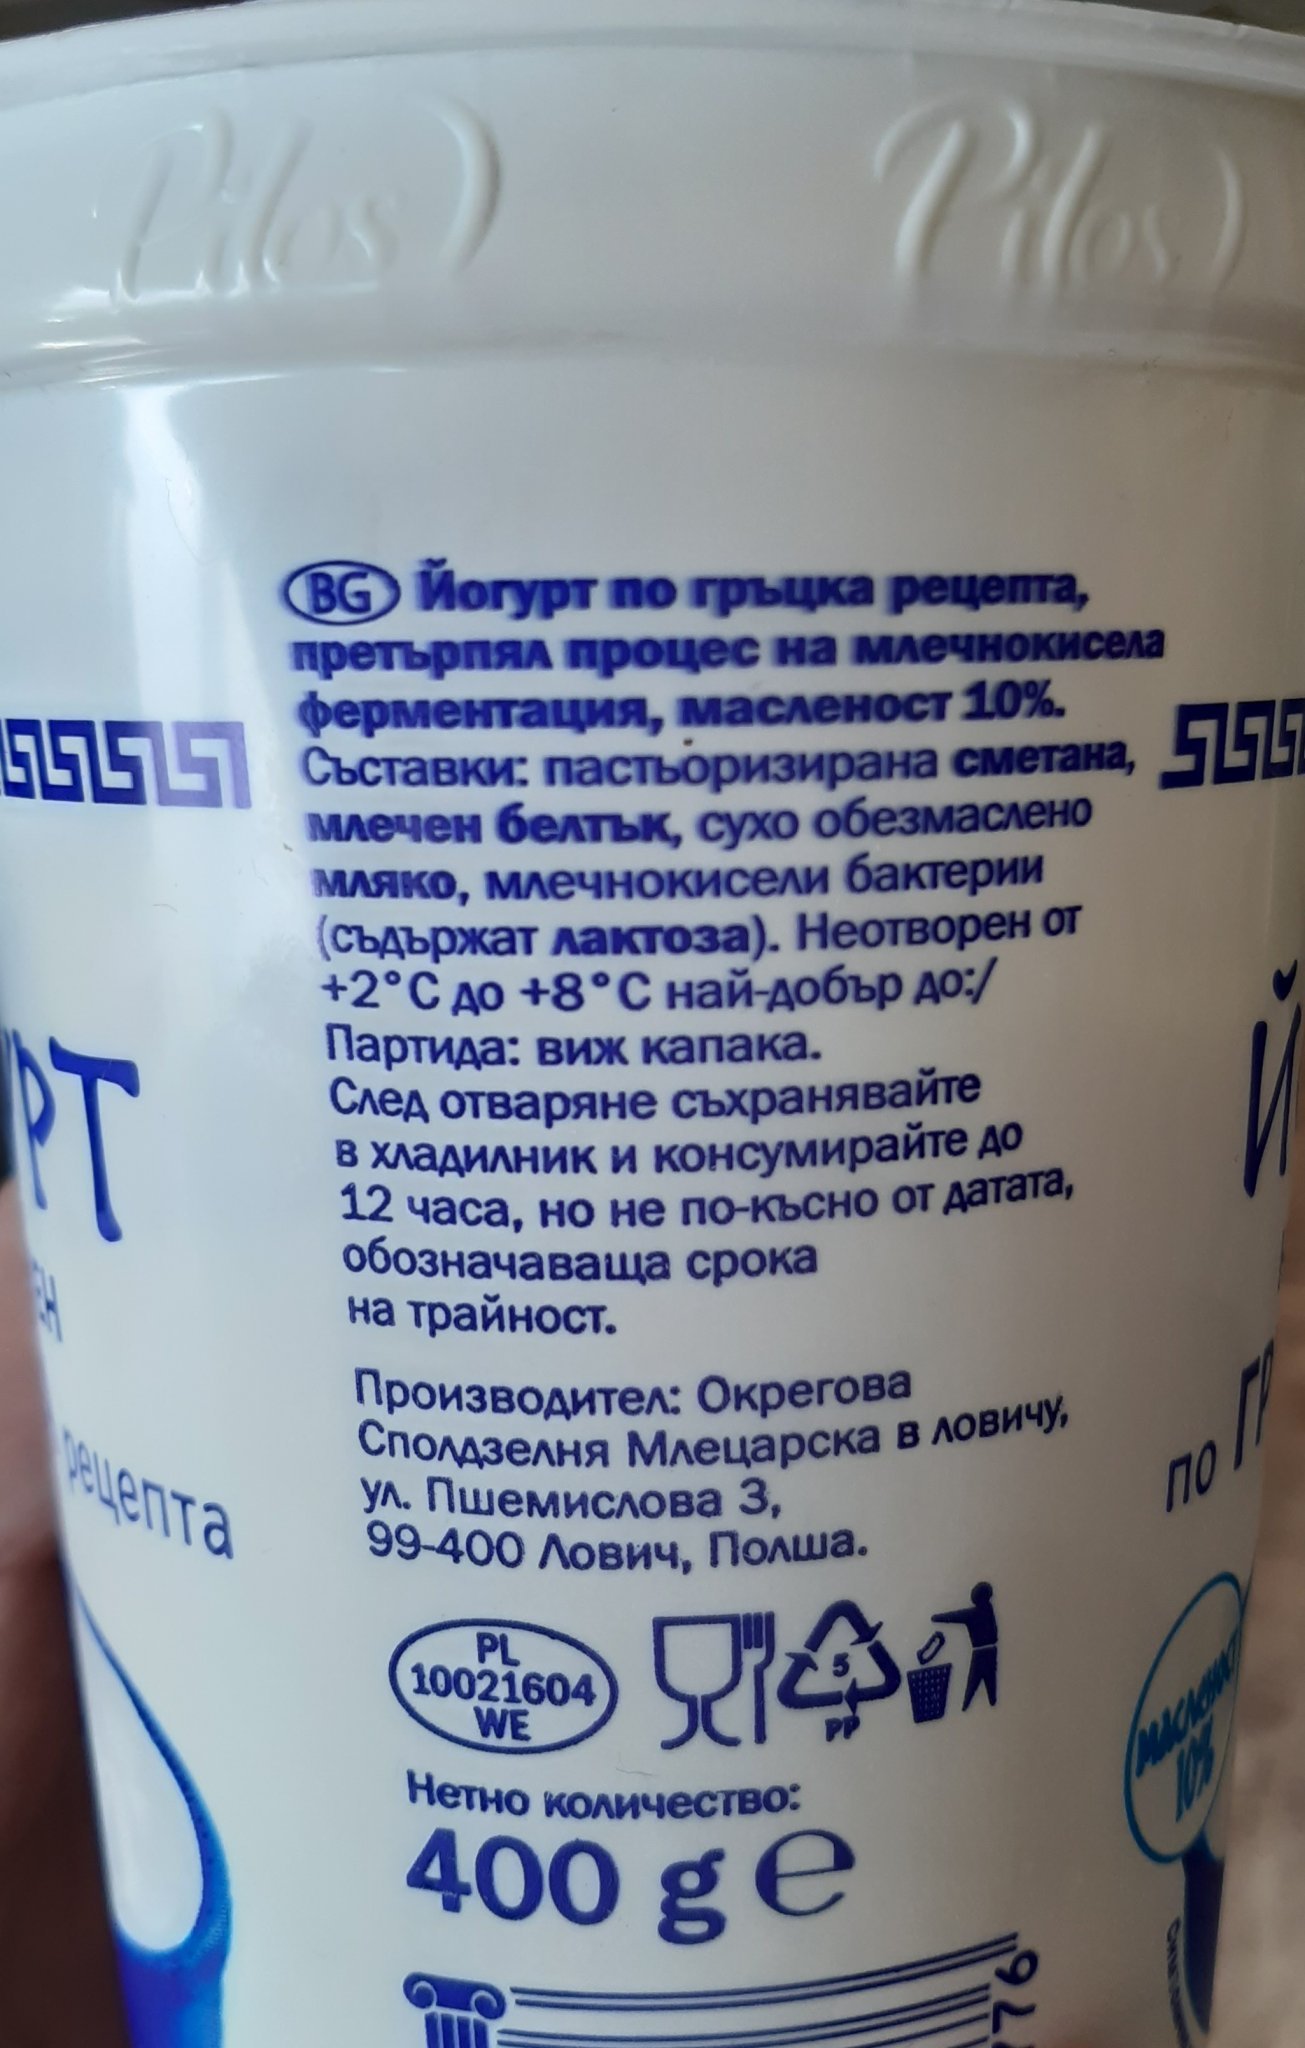 Pilos Pilos
BG Йогурт по гръцка рецепта,
претърпял процес на млечнокисела
ферментация, масленост 10%.
Съставки: пастьоризирана сметана,
млечен белтък, сухо обезмаслено
мляко, млечнокисели бактерии
(съдържат лактоза). Неотворен от
+2°C до +8°C най-добър до:/
Партида: виж капака.
След отваряне съхранявайте
в хладилник и консумирайте до
12 часа, но не по-късно от датата,
обозначаваща срока
на трайност.
Производител: Окрегова
Сполдзелня Млецарска в ловичу,
ул. Пшемислова 3,
99-400 Лович, Полша.
PL
10021604
WE
5
PP
Нетно количество:
400 g e
рецепта
по
масленост
10%